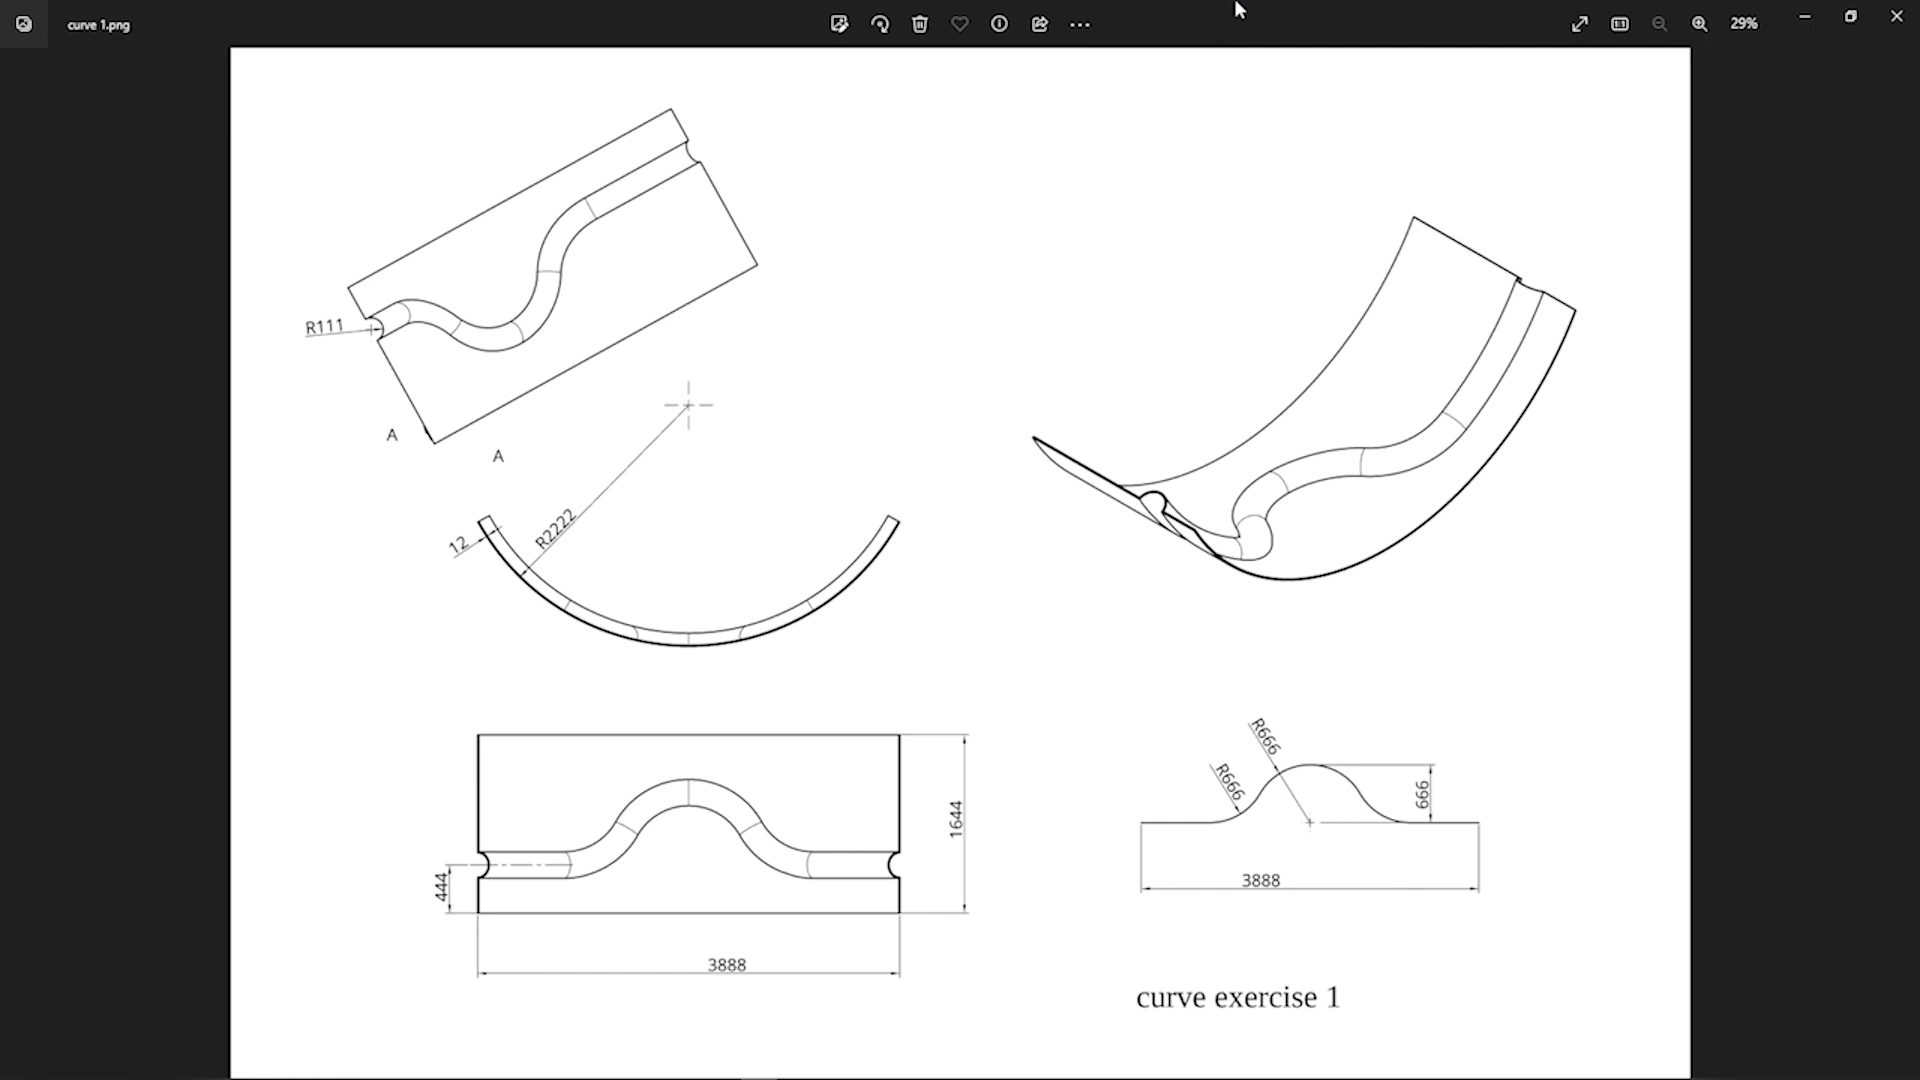 curve 1.png
29%
R111
A
A
12
R2222
R666
R666
666
1644
444
3888
3888
curve exercise 1